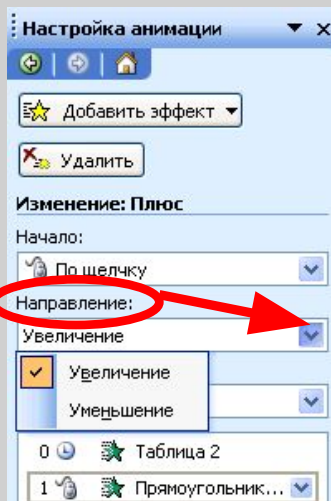 Настройка анимации
Добавить эффект
Удалить
Изменение: Плюс
Начало:
По щелчку
Направление:
Увеличение
Увеличение
Уменьшение
0 Таблица 2
1 Прямоугольник...